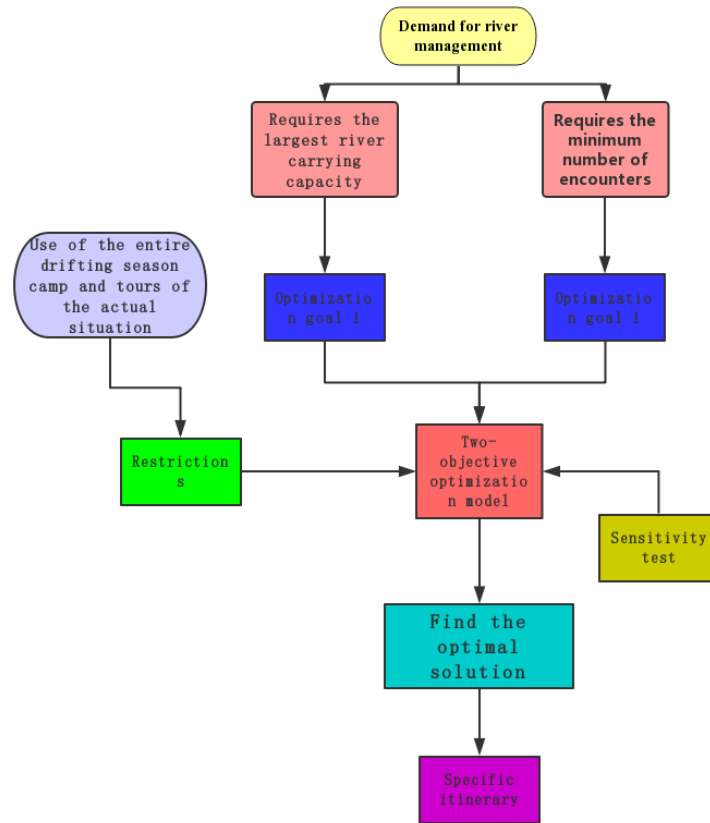 Demand for river
management
Requires the
largest river
carrying
capacity
Requires the
minimum
number of
encounters
Use of the entire
drifting season
camp and tours of
the actual
situation
Optimizatio
n goal 1
Optimizatio
n goal 1
Restriction
s
Two-
objective
optimizatio
n model
Sensitivity
test
Find the
optimal
solution
Specific
itinerary